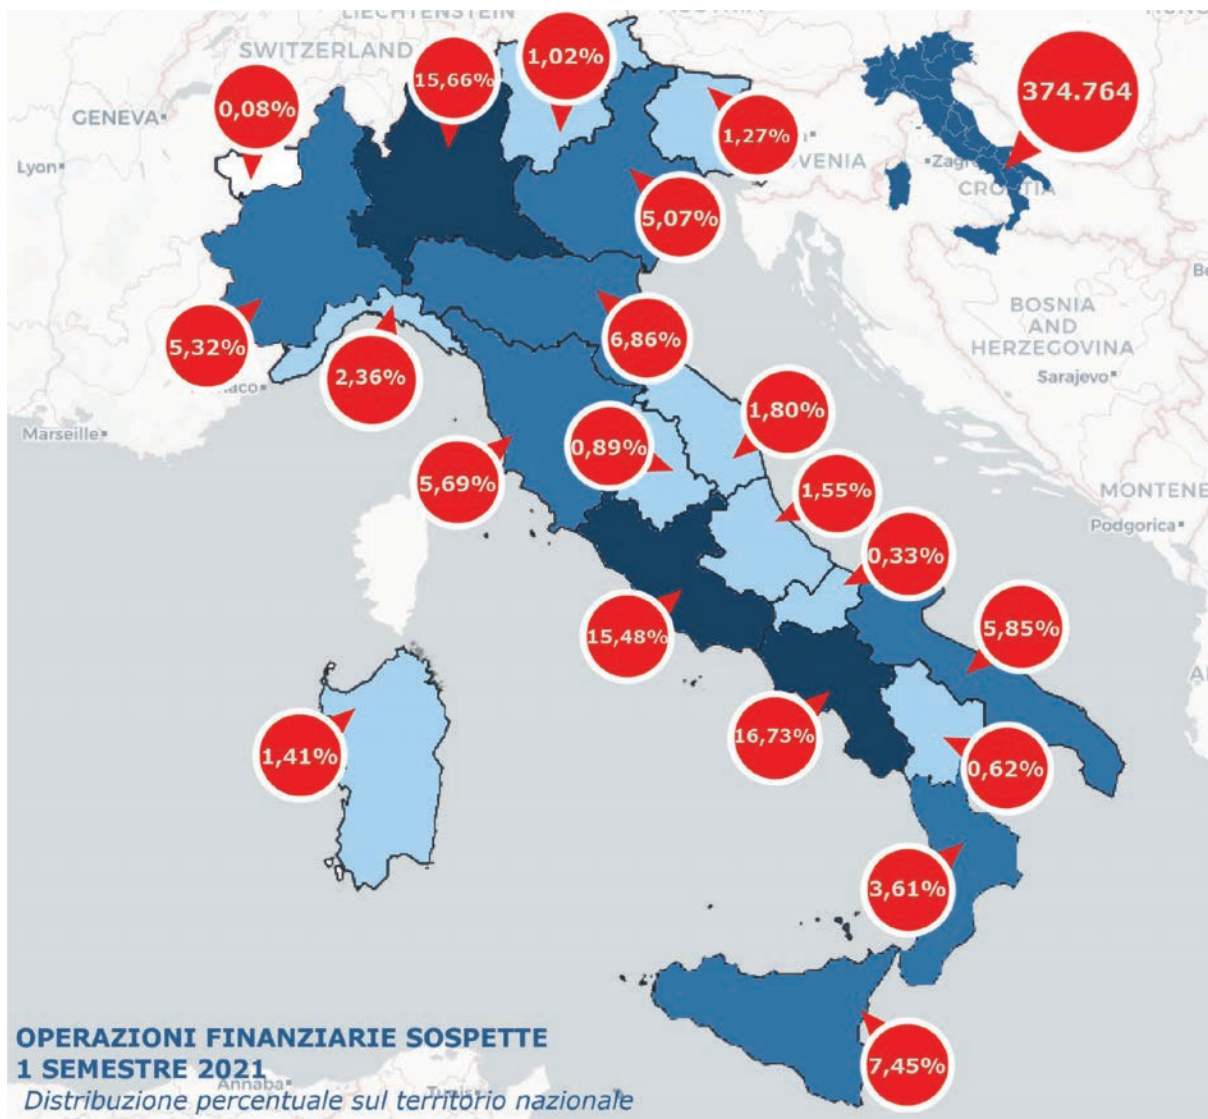 LIECHTENSTEIN
SWITZERLAND
1,02%
15,66%
0,08%
374.764
GENEVA
1,27%
VENIA
Lyon
Zagre
CROATIA
5,07%
BOSNIA
AND
HERZEGOVINA
5,32%
6,86%
2,36%
Sarajevo
Marseille
1,80%
0,89%
5,69%
1,55%
MONTENE
Podgorica
0,33%
15,48%
5,85%
16,73%
1,41%
0,62%
3,61%
7,45%
OPERAZIONI FINANZIARIE SOSPETTE
1 SEMESTRE 2021
Annaba
Tunis
Distribuzione percentuale sul territorio nazionale